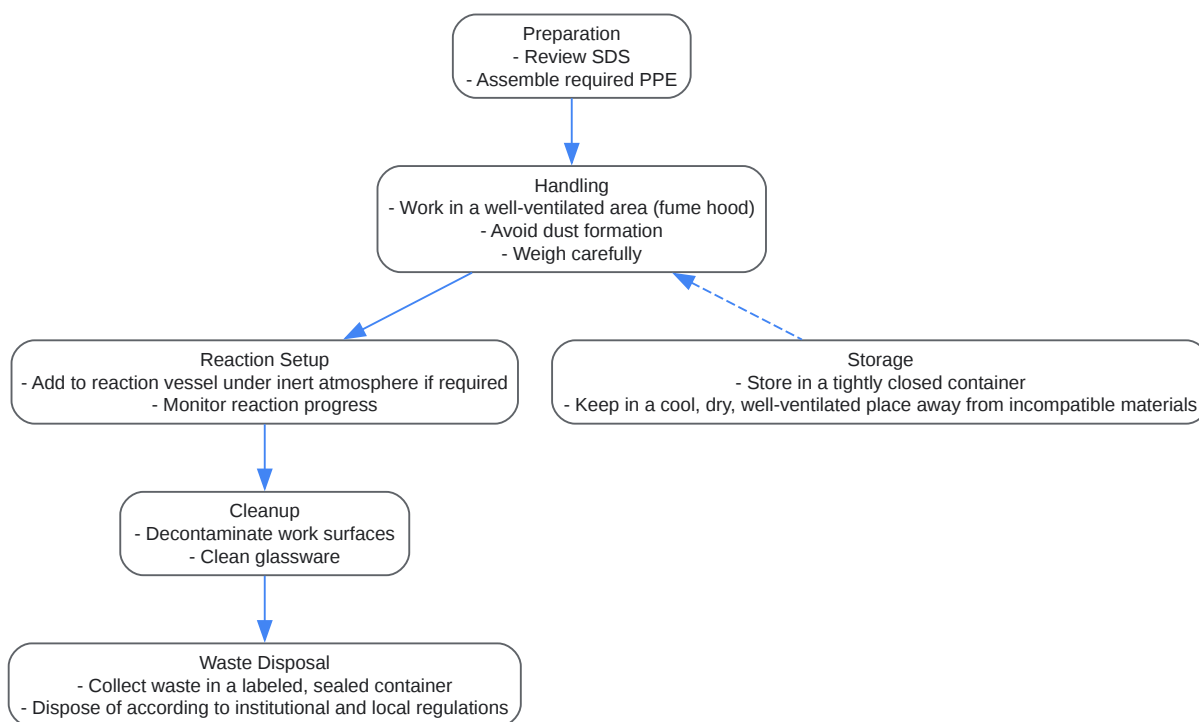 Preparation
- Review SDS
- Assemble required PPE
Handling
- Work in a well-ventilated area (fume hood)
- Avoid dust formation
- Weigh carefully
Reaction Setup
- Add to reaction vessel under inert atmosphere if required
- Monitor reaction progress
Storage
- Store in a tightly closed container
- Keep in a cool, dry, well-ventilated place away from incompatible materials
Cleanup
- Decontaminate work surfaces
- Clean glassware
Waste Disposal
- Collect waste in a labeled, sealed container
- Dispose of according to institutional and local regulations